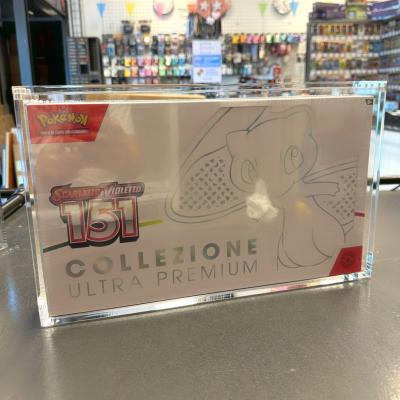 Pokémon
Scarlatto e Violetto
151
COLLEZIONE
ULTRA PREMIUM